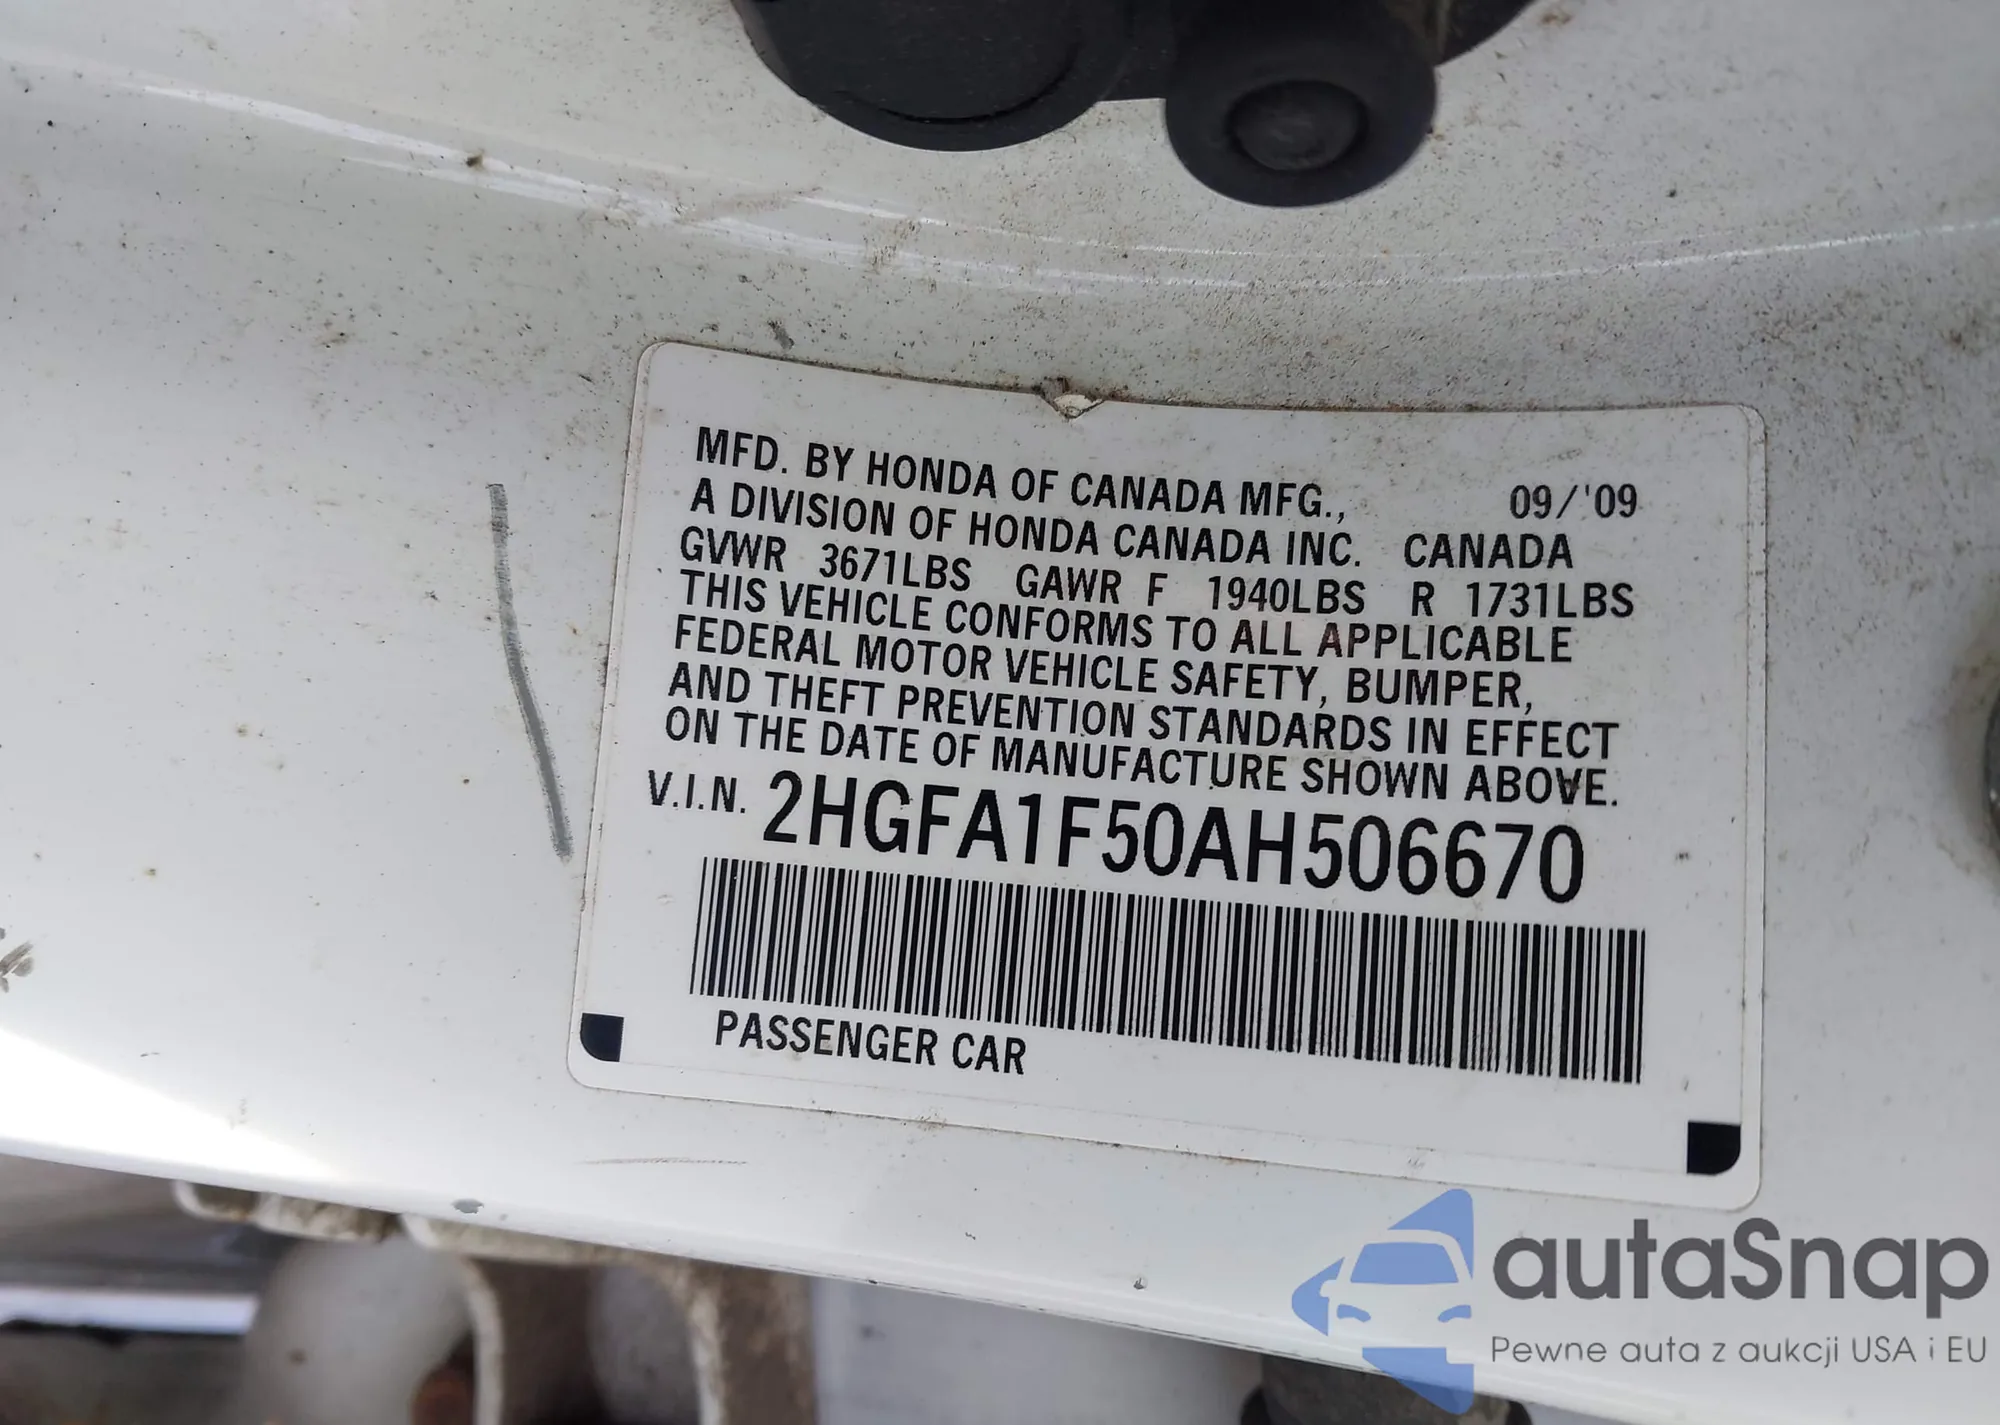 MFD. BY HONDA OF CANADA MFG., 09/'09
A DIVISION OF HONDA CANADA INC. CANADA
GVWR 3671LBS GAWR F 1940LBS R 1731LBS
THIS VEHICLE CONFORMS TO ALL APPLICABLE
FEDERAL MOTOR VEHICLE SAFETY, BUMPER,
AND THEFT PREVENTION STANDARDS IN EFFECT
ON THE DATE OF MANUFACTURE SHOWN ABOVE.
V.I.N. 2HGFA1F50AH506670
PASSENGER CAR
autaSnap
Pewne auta z aukcji USA i EU